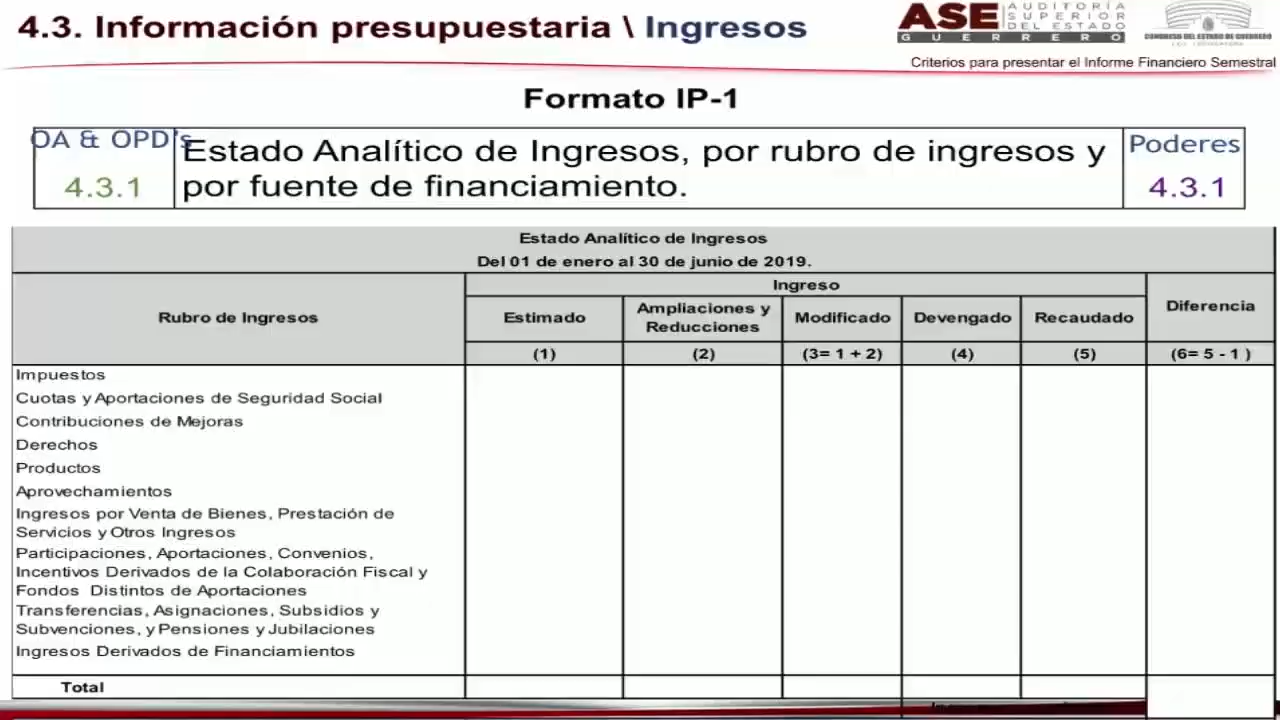 4.3. Información presupuestaria \ Ingresos
ASE AUDITORÍA SUPERIOR DEL ESTADO
GUERRERO
CONGRESO DEL ESTADO DE GUERRERO
Criterios para presentar el Informe Financiero Semestral
Formato IP-1
OA & OPD's
4.3.1
Estado Analítico de Ingresos, por rubro de ingresos y
por fuente de financiamiento.
Poderes
4.3.1
Estado Analítico de Ingresos
Del 01 de enero al 30 de junio de 2019.
Rubro de Ingresos
Ingreso
Diferencia
Estimado
Ampliaciones y
Reducciones
Modificado
Devengado
Recaudado
(1)
(2)
(3= 1 + 2)
(4)
(5)
(6= 5 - 1 )
Impuestos
Cuotas y Aportaciones de Seguridad Social
Contribuciones de Mejoras
Derechos
Productos
Aprovechamientos
Ingresos por Venta de Bienes, Prestación de
Servicios y Otros Ingresos
Participaciones, Aportaciones, Convenios,
Incentivos Derivados de la Colaboración Fiscal y
Fondos Distintos de Aportaciones
Transferencias, Asignaciones, Subsidios y
Subvenciones, y Pensiones y Jubilaciones
Ingresos Derivados de Financiamientos
Total